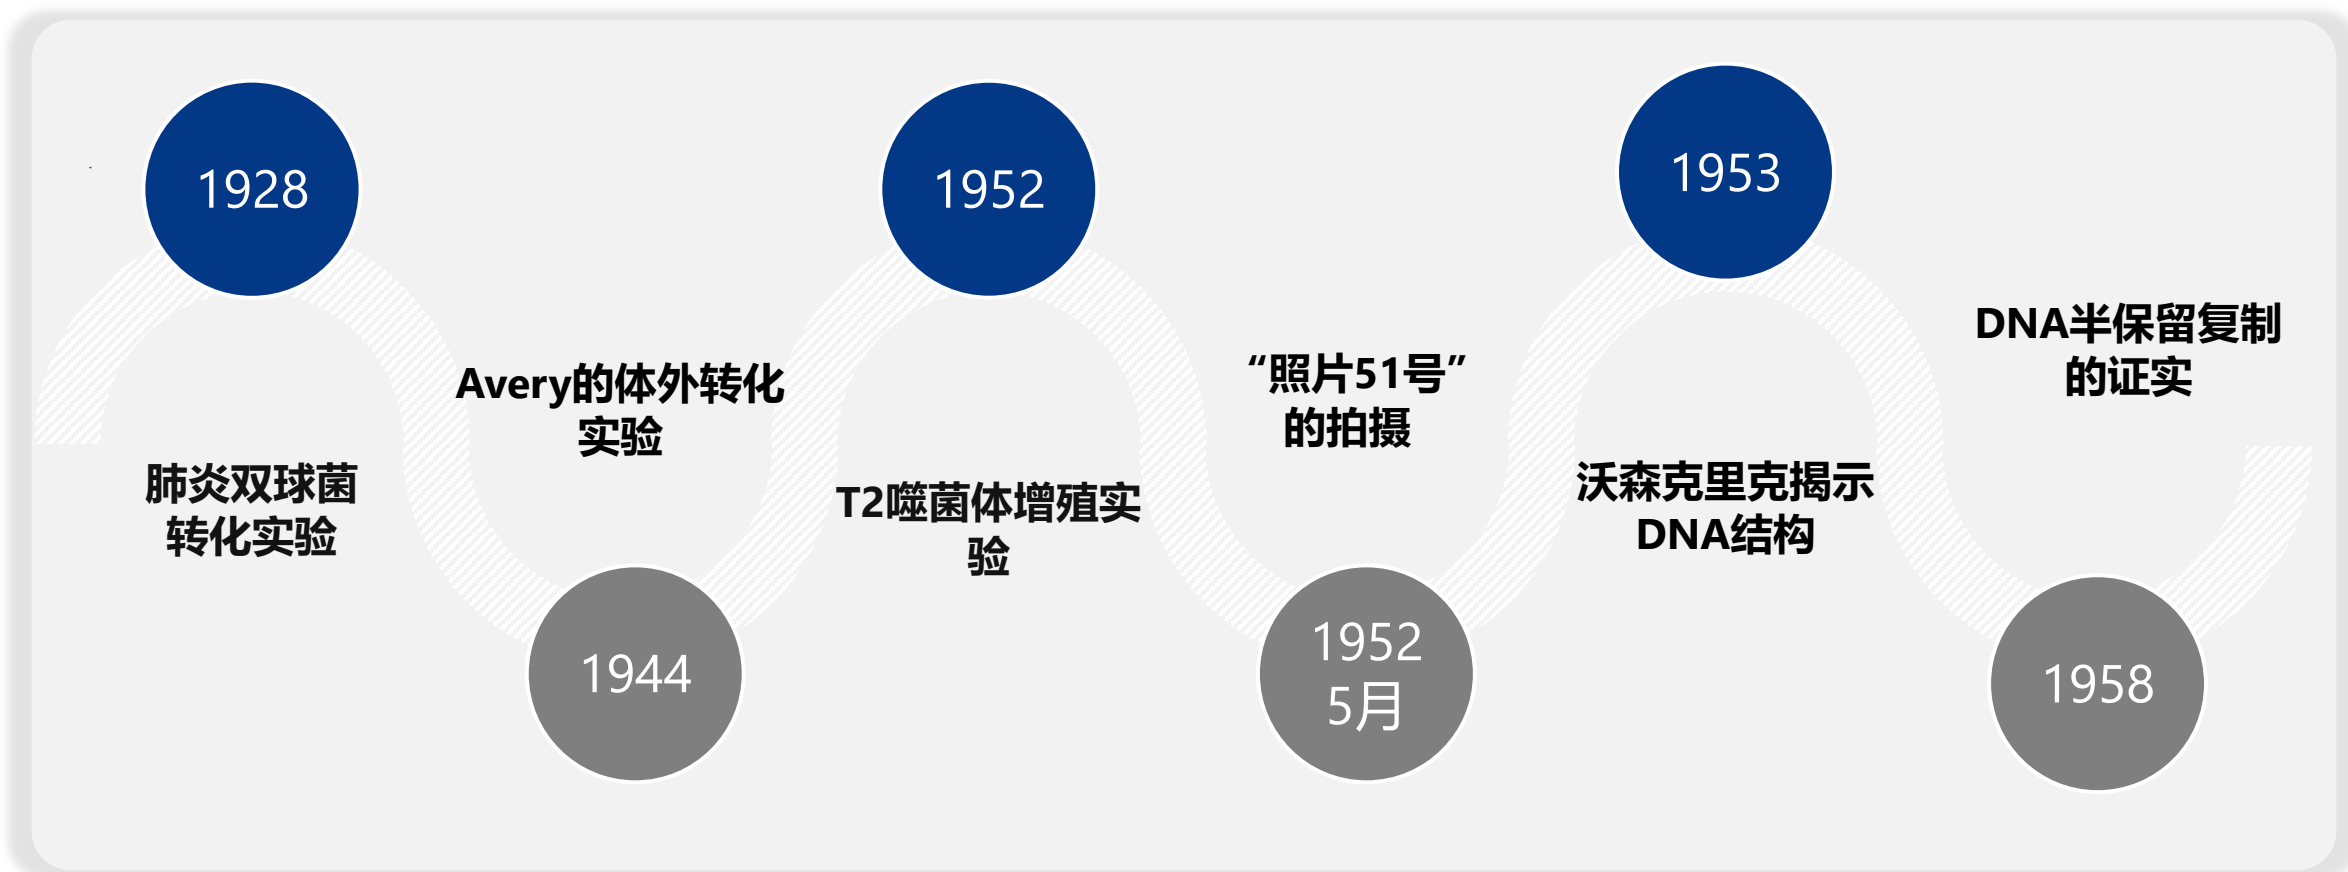 1928
肺炎双球菌
转化实验
Avery的体外转化
实验
1944
1952
T2噬菌体增殖实
验
“照片51号”
的拍摄
1952
5月
1953
沃森克里克揭示
DNA结构
DNA半保留复制
的证实
1958